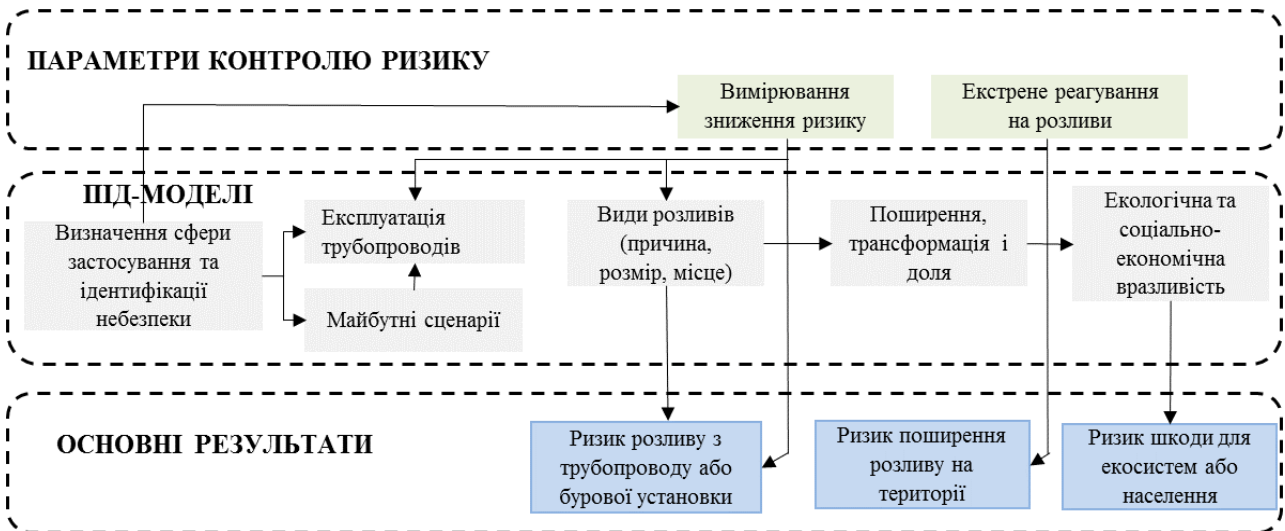 ПАРАМЕТРИ КОНТРОЛЮ РИЗИКУ
Вимірювання
зниження ризику
Екстрене реагування
на розливи
ПІД-МОДЕЛІ
Визначення сфери
застосування та
ідентифікації
небезпеки
Експлуатація
трубопроводів
Майбутні сценарії
Види розливів
(причина,
розмір, місце)
Поширення,
трансформація і
доля
Екологічна та
соціально-
економічна
вразливість
ОСНОВНІ РЕЗУЛЬТАТИ
Ризик розливу з
трубопроводу або
бурової установки
Ризик поширення
розливу на
території
Ризик шкоди для
екосистем або
населення